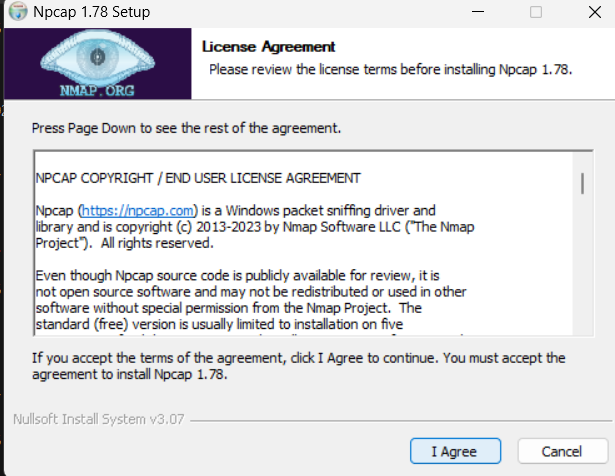 Npcap 1.78 Setup
License Agreement
Please review the license terms before installing Npcap 1.78.
NMAP.ORG
Press Page Down to see the rest of the agreement.
NPCAP COPYRIGHT / END USER LICENSE AGREEMENT
Npcap (https://npcap.com) is a Windows packet sniffing driver and
library and is copyright (c) 2013-2023 by Nmap Software LLC ("The Nmap
Project").  All rights reserved.
Even though Npcap source code is publicly available for review, it is
not open source software and may not be redistributed or used in other
software without special permission from the Nmap Project.  The
standard (free) version is usually limited to installation on five
If you accept the terms of the agreement, click I Agree to continue. You must accept the
agreement to install Npcap 1.78.
Nullsoft Install System v3.07
I Agree
Cancel